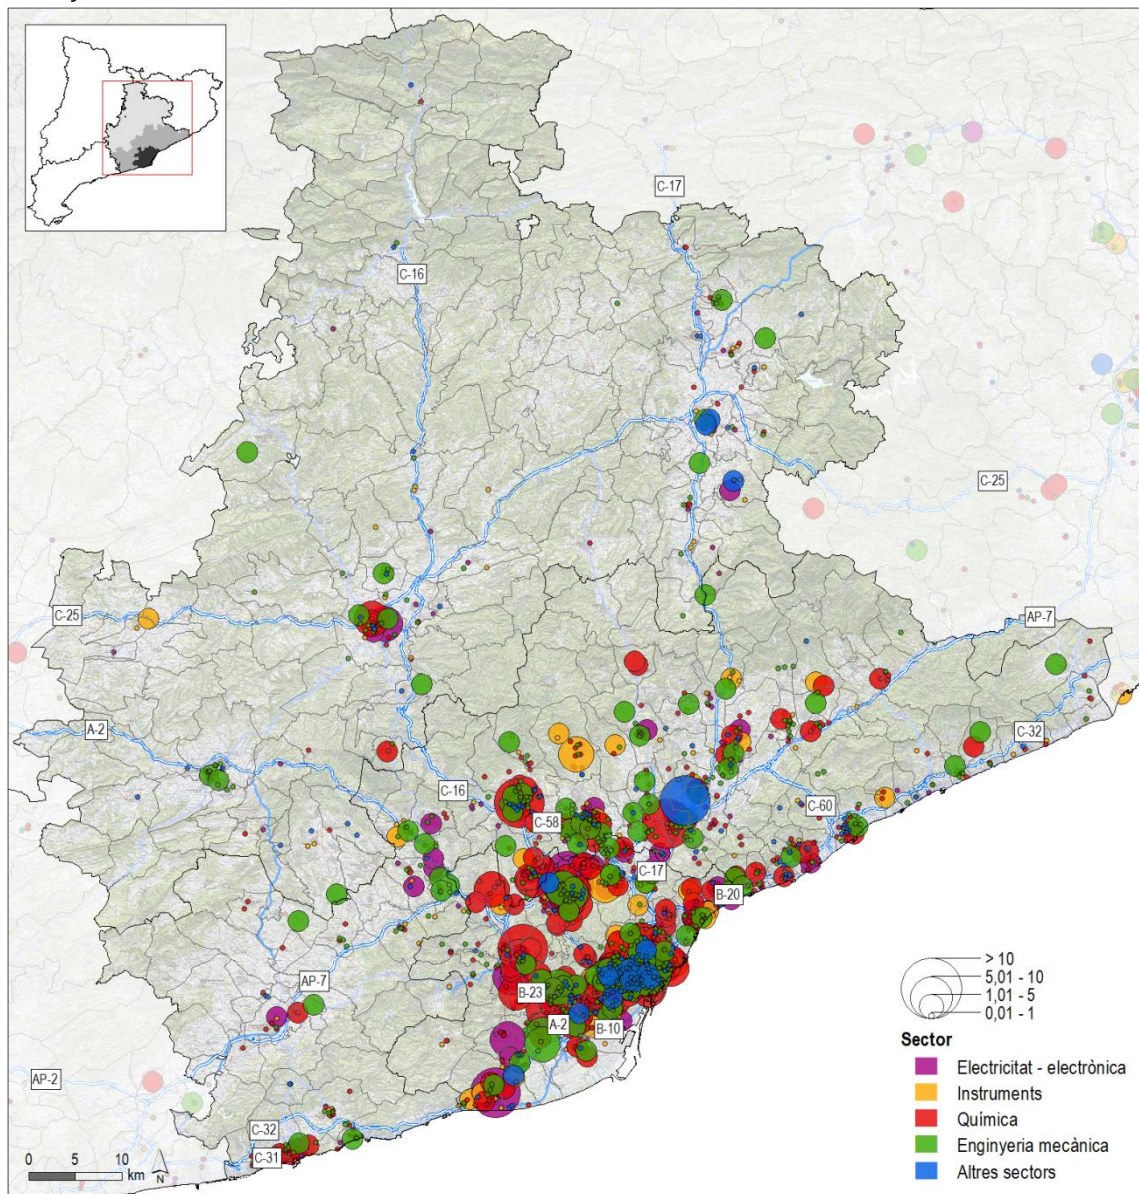 C-17
C-16
C-25
C-25
AP-7
A-2
C-32
C-16
C-60
C-58
C-17
B-20
AP-7
B-23
A-2
B-10
AP-2
C-32
C-31
> 10
5,01 - 10
1,01 - 5
0,01 - 1
Sector
Electricitat - electrònica
Instruments
Química
Enginyeria mecànica
Altres sectors
0 5 10
km
N